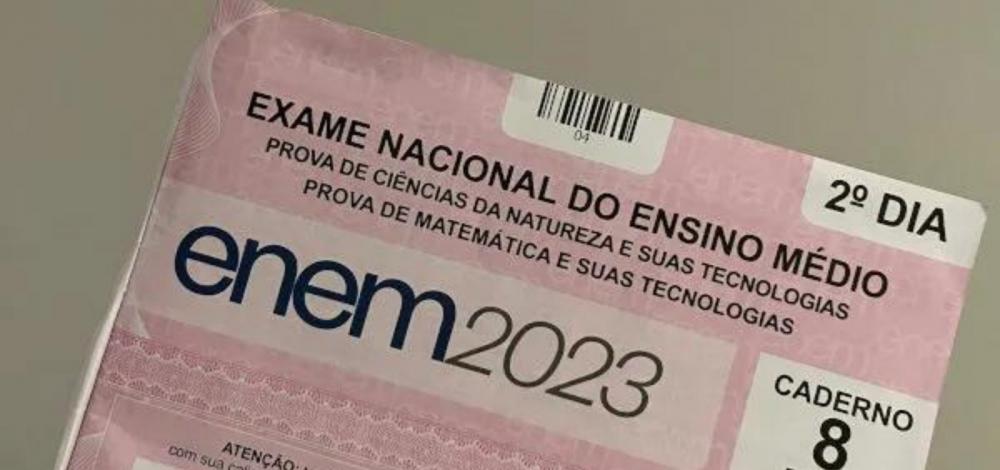 04
2º DIA
EXAME NACIONAL DO ENSINO MÉDIO
PROVA DE CIÊNCIAS DA NATUREZA E SUAS TECNOLOGIAS
PROVA DE MATEMÁTICA E SUAS TECNOLOGIAS
enem2023
CADERNO
8
ATENÇÃO:
com sua